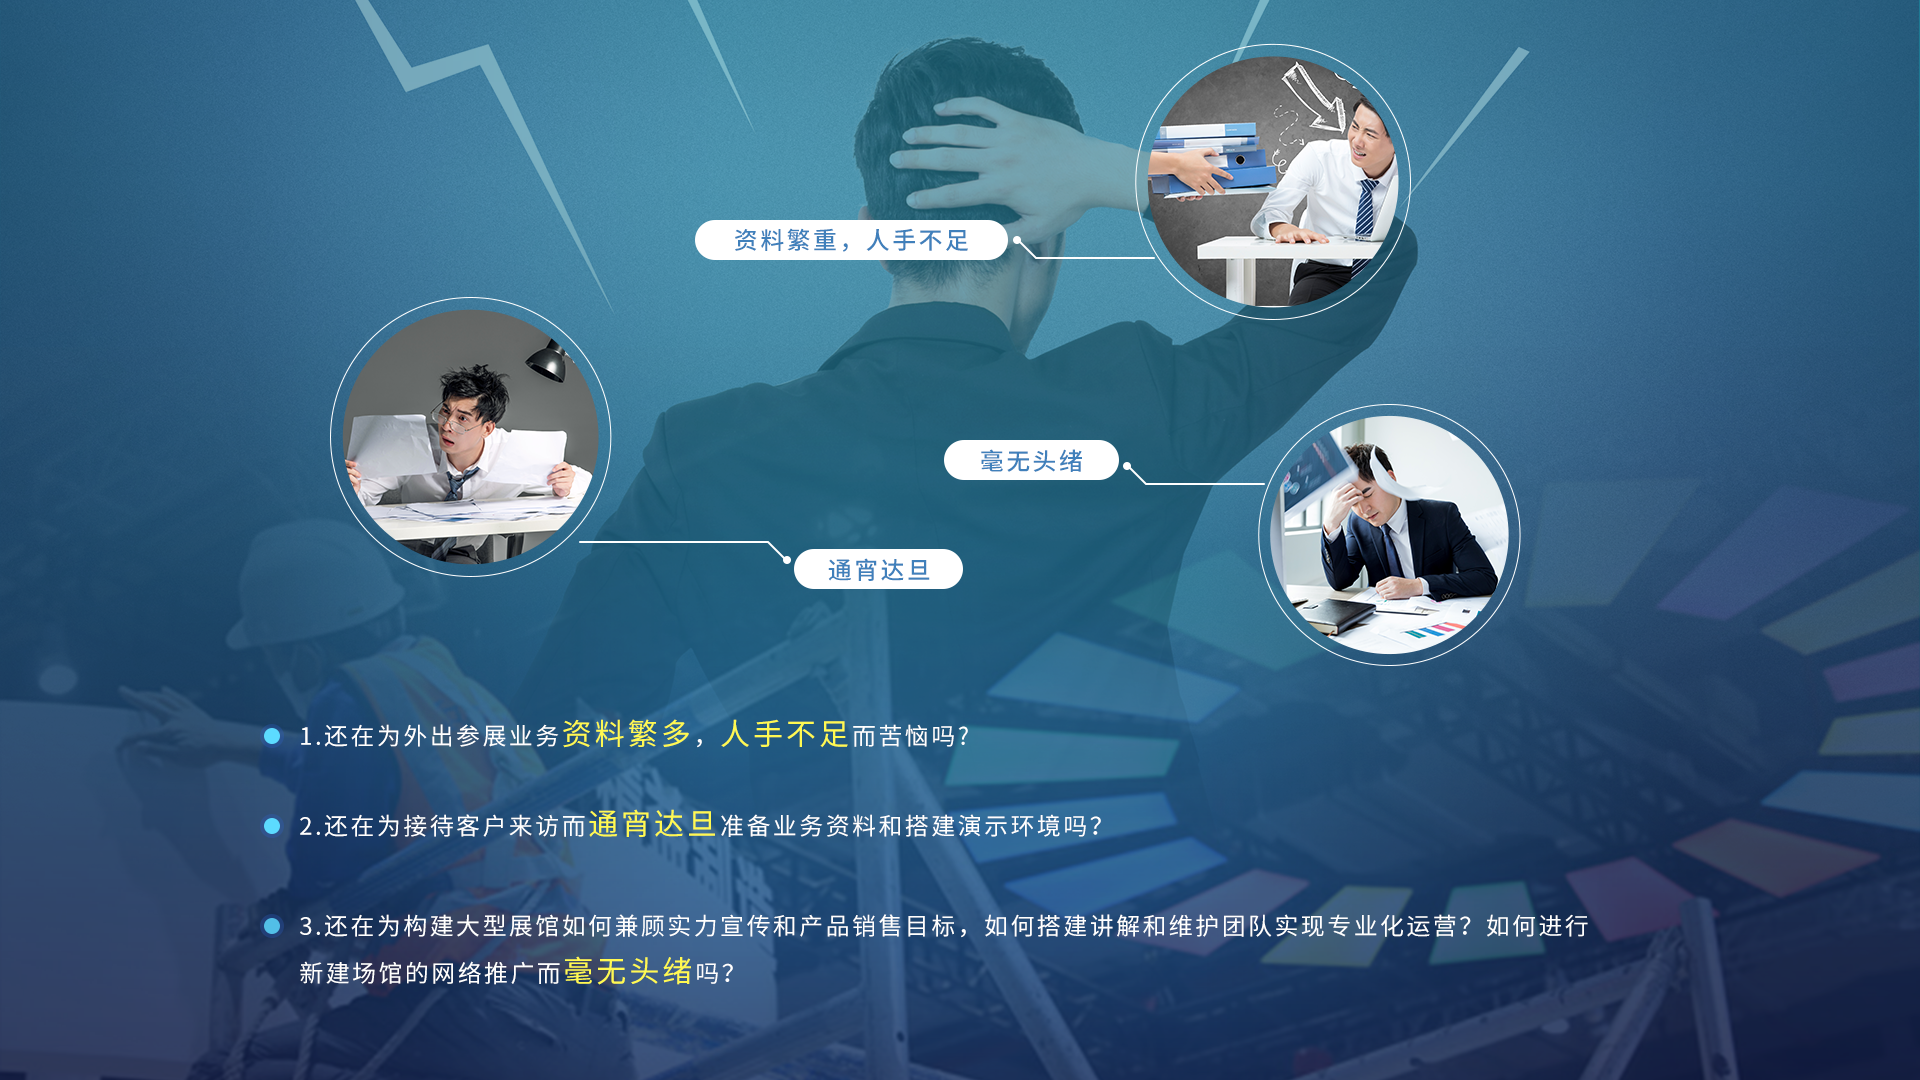 资料繁重，人手不足
毫无头绪
通宵达旦
1.还在为外出参展业务资料繁多，人手不足而苦恼吗?
2.还在为接待客户来访而通宵达旦准备业务资料和搭建演示环境吗？
3.还在为构建大型展馆如何兼顾实力宣传和产品销售目标，如何搭建讲解和维护团队实现专业化运营？如何进行
新建场馆的网络推广而毫无头绪吗？